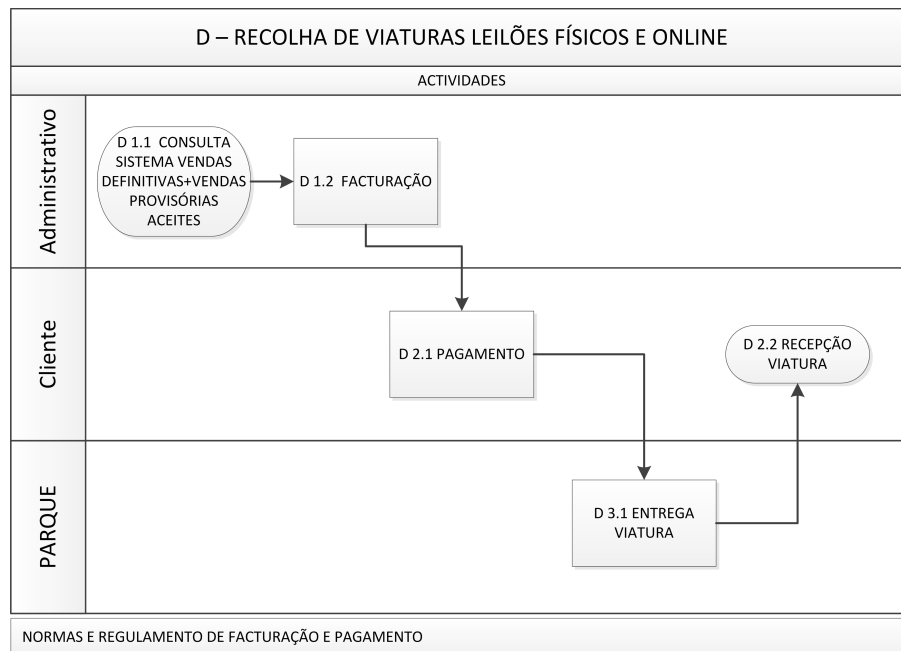 D – RECOLHA DE VIATURAS LEILÕES FÍSICOS E ONLINE
ACTIVIDADES
Administrativo
D 1.1 CONSULTA
SISTEMA VENDAS
DEFINITIVAS+VENDAS
PROVISÓRIAS
ACEITES
D 1.2 FACTURAÇÃO
Cliente
D 2.1 PAGAMENTO
D 2.2 RECEPÇÃO
VIATURA
PARQUE
D 3.1 ENTREGA
VIATURA
NORMAS E REGULAMENTO DE FACTURAÇÃO E PAGAMENTO